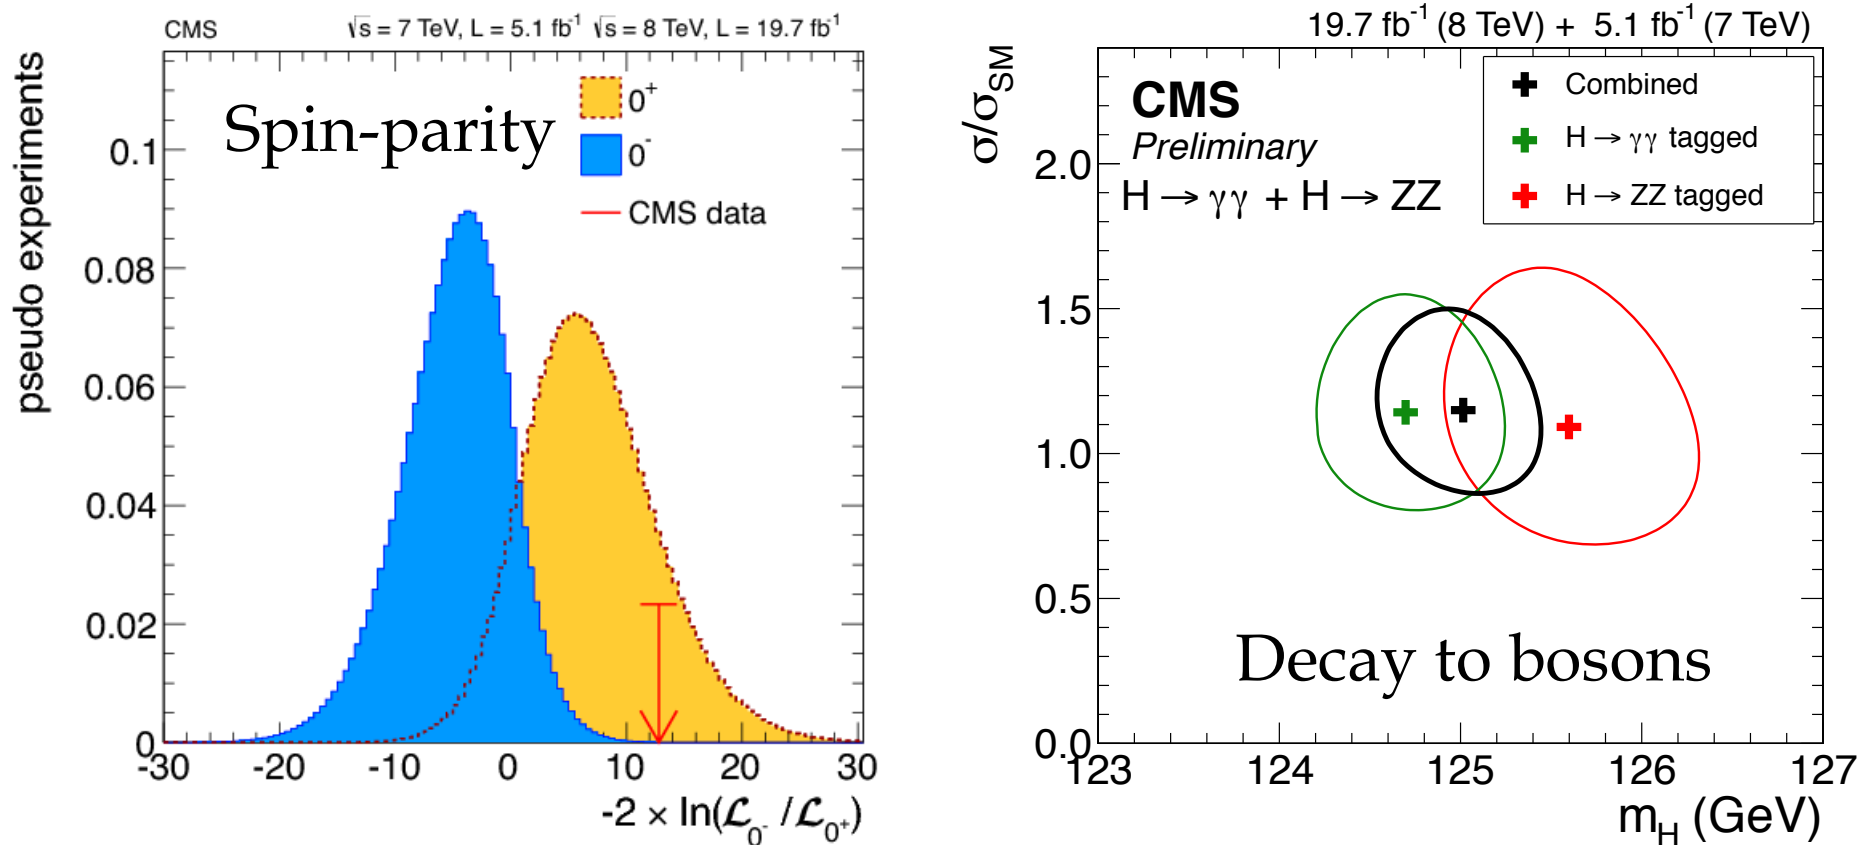 CMS √s = 7 TeV, L = 5.1 fb⁻¹ √s = 8 TeV, L = 19.7 fb⁻¹
pseudo experiments
Spin-parity
0⁺
0⁻
CMS data
0.1
0.08
0.06
0.04
0.02
0
-30 -20 -10 0 10 20 30
-2 × ln(ℒ₀⁻ /ℒ₀⁺)
19.7 fb⁻¹ (8 TeV) + 5.1 fb⁻¹ (7 TeV)
σ/σ_SM
CMS
Preliminary
H → γγ + H → ZZ
Combined
H → γγ tagged
H → ZZ tagged
2.0
1.5
1.0
0.5
0.0
Decay to bosons
123 124 125 126 127
m_H (GeV)